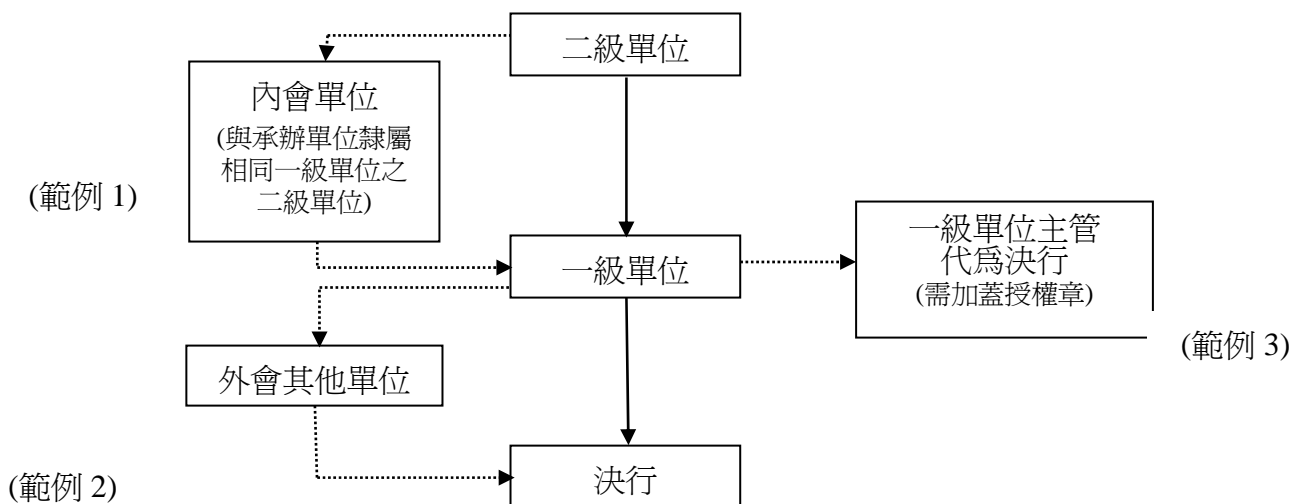 二級單位
內會單位
(與承辦單位隸屬
相同一級單位之
二級單位)
(範例 1)
一級單位
一級單位主管
代為決行
(需加蓋授權章)
(範例 3)
外會其他單位
決行
(範例 2)